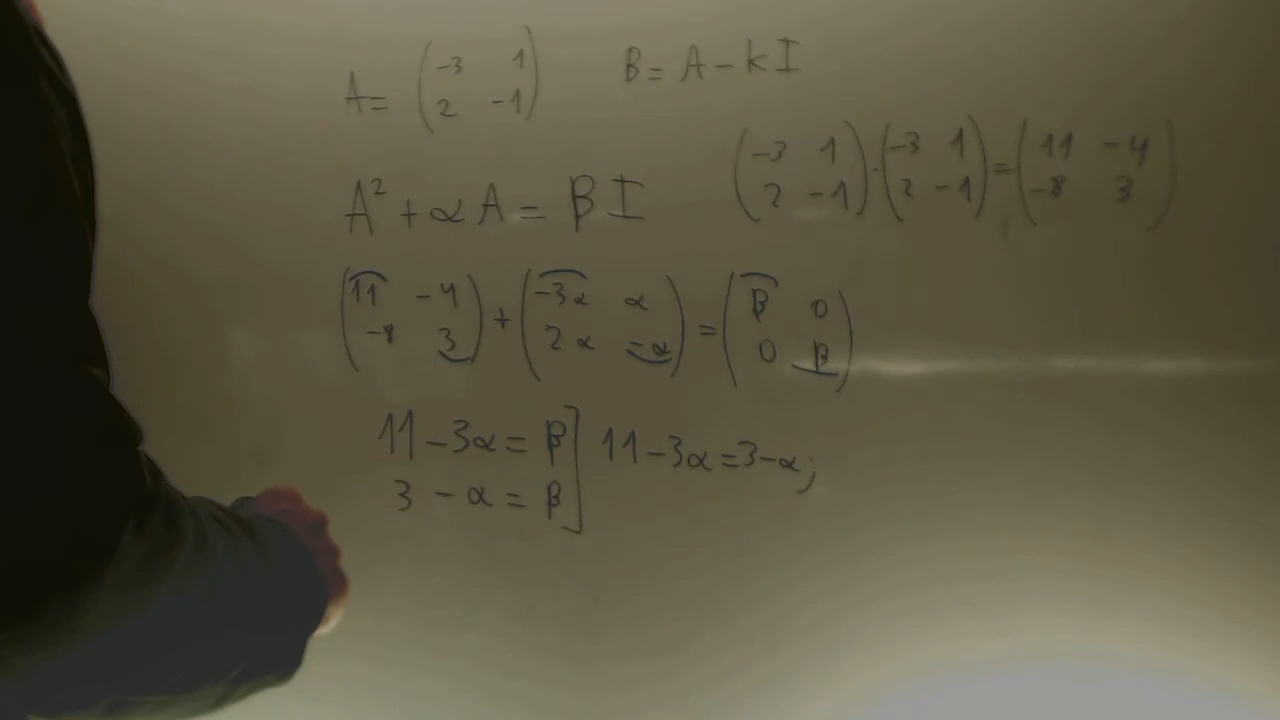 A = ( -3 1 ; 2 -1 ) B = A - kI
( -3 1 ; 2 -1 ) · ( -3 1 ; 2 -1 ) = ( 11 -4 ; -8 3 )
A² + αA = βI
( 11 -4 ; -8 3 ) + ( -3α α ; 2α -α ) = ( β 0 ; 0 β )
11 - 3α = β ] 11 - 3α = 3 - α;
3 - α = β